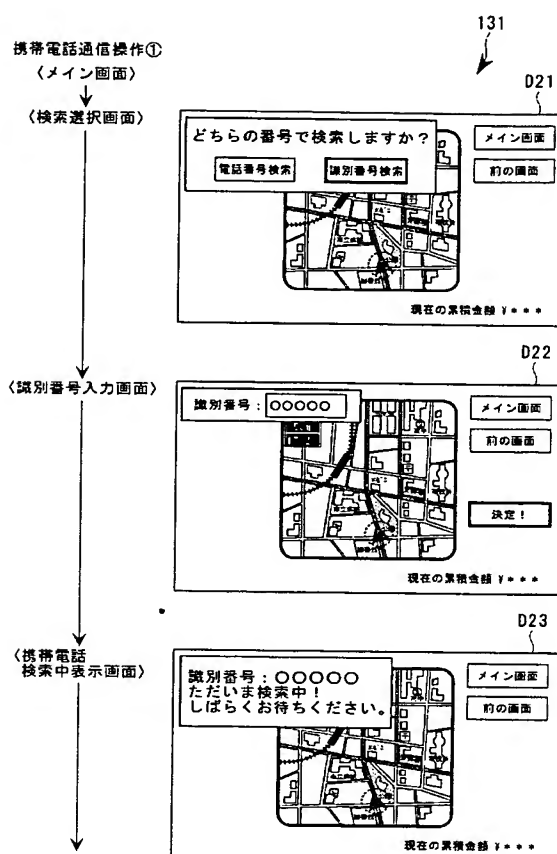 131
携帯電話通信操作①
〈メイン画面〉
〈検索選択画面〉
D21
どちらの番号で検索しますか?
電話番号検索
識別番号検索
メイン画面
前の画面
現在の累積金額 ¥***
〈識別番号入力画面〉
D22
識別番号:○○○○○
メイン画面
前の画面
決定!
現在の累積金額 ¥***
〈携帯電話
検索中表示画面〉
D23
識別番号:○○○○○
ただいま検索中!
しばらくお待ちください。
メイン画面
前の画面
現在の累積金額 ¥***